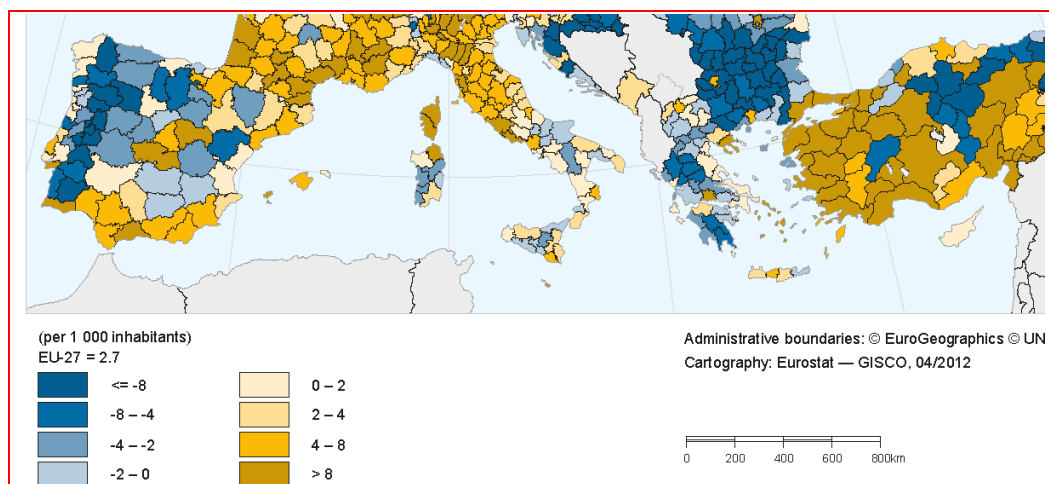 (per 1 000 inhabitants)
EU-27 = 2.7
<= -8
-8 – -4
-4 – -2
-2 – 0
0 – 2
2 – 4
4 – 8
> 8
Administrative boundaries: © EuroGeographics © UN
Cartography: Eurostat — GISCO, 04/2012
0 200 400 600 800km